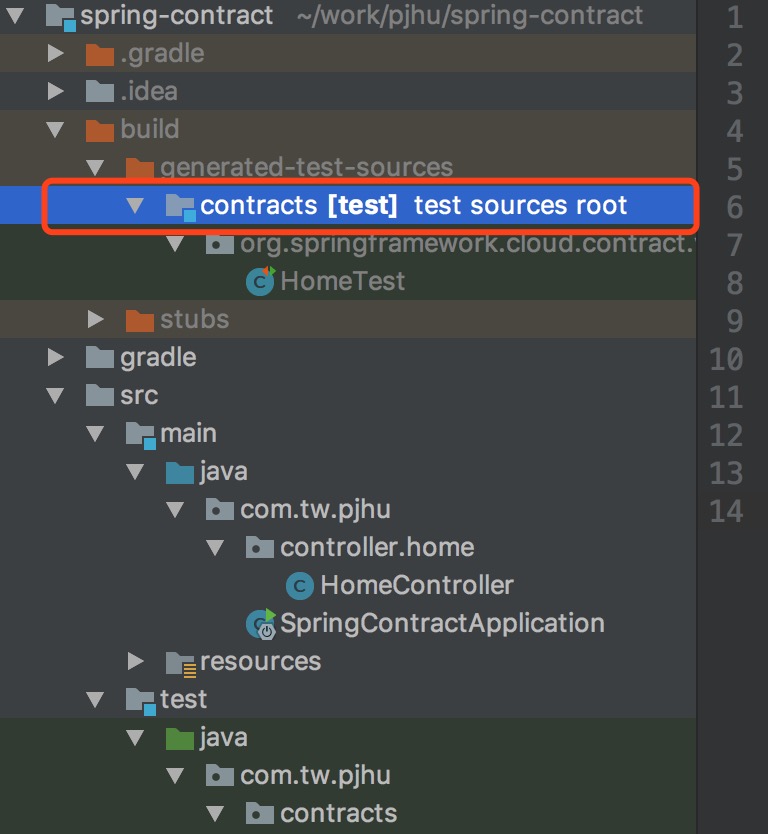 spring-contract ~/work/pjhu/spring-contract 1
.gradle 2
.idea 3
build 4
generated-test-sources 5
contracts [test] test sources root 6
org.springframework.cloud.contract. 7
HomeTest 8
stubs 9
gradle 10
src 11
main 12
java 13
com.tw.pjhu 14
controller.home
HomeController
SpringContractApplication
resources
test
java
com.tw.pjhu
contracts